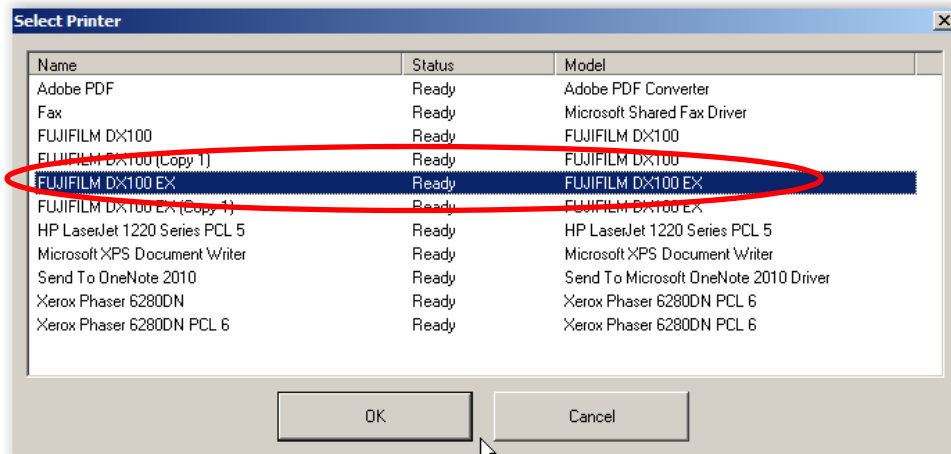 Select Printer
Name Status Model
Adobe PDF Ready Adobe PDF Converter
Fax Ready Microsoft Shared Fax Driver
FUJIFILM DX100 Ready FUJIFILM DX100
FUJIFILM DX100 (Copy 1) Ready FUJIFILM DX100
FUJIFILM DX100 EX Ready FUJIFILM DX100 EX
FUJIFILM DX100 EX (Copy 1) Ready FUJIFILM DX100 EX
HP LaserJet 1220 Series PCL 5 Ready HP LaserJet 1220 Series PCL 5
Microsoft XPS Document Writer Ready Microsoft XPS Document Writer
Send To OneNote 2010 Ready Send To Microsoft OneNote 2010 Driver
Xerox Phaser 6280DN Ready Xerox Phaser 6280DN PCL 6
Xerox Phaser 6280DN PCL 6 Ready Xerox Phaser 6280DN PCL 6
OK Cancel